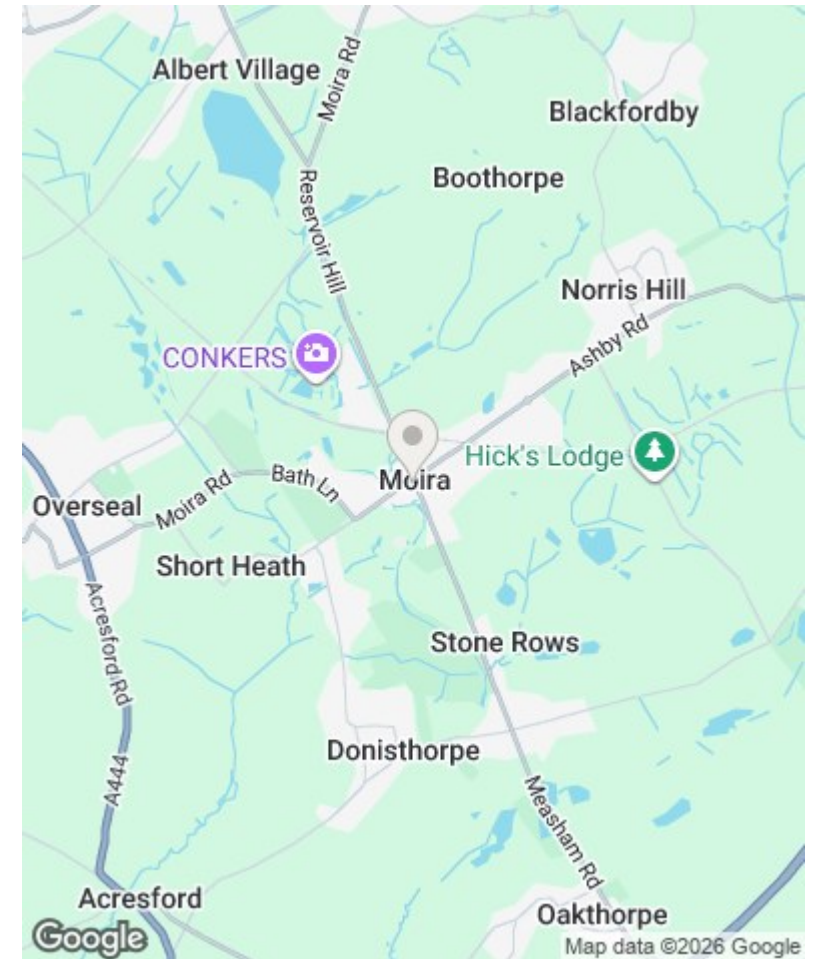 Albert Village
Moira Rd
Blackfordby
Boothorpe
Reservoir Hill
Norris Hill
Ashby Rd
CONKERS
Hick's Lodge
Moira
Bath Ln
Moira Rd
Overseal
Short Heath
Acresford Rd
Stone Rows
Donisthorpe
A444
Measham Rd
Acresford
Oakthorpe
Google
Map data ©2026 Google